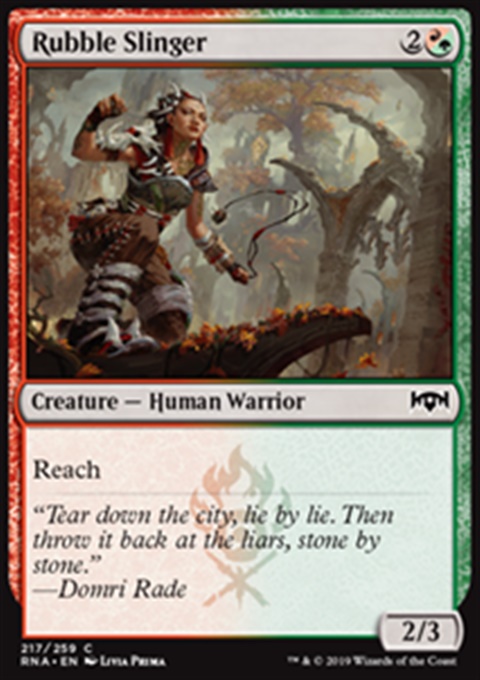 Rubble Slinger 2
Creature — Human Warrior
Reach
“Tear down the city, lie by lie. Then
throw it back at the liars, stone by
stone.”
—Domri Rade
2/3
217/259 C
RNA • EN Livia Prima
™ & © 2019 Wizards of the Coast